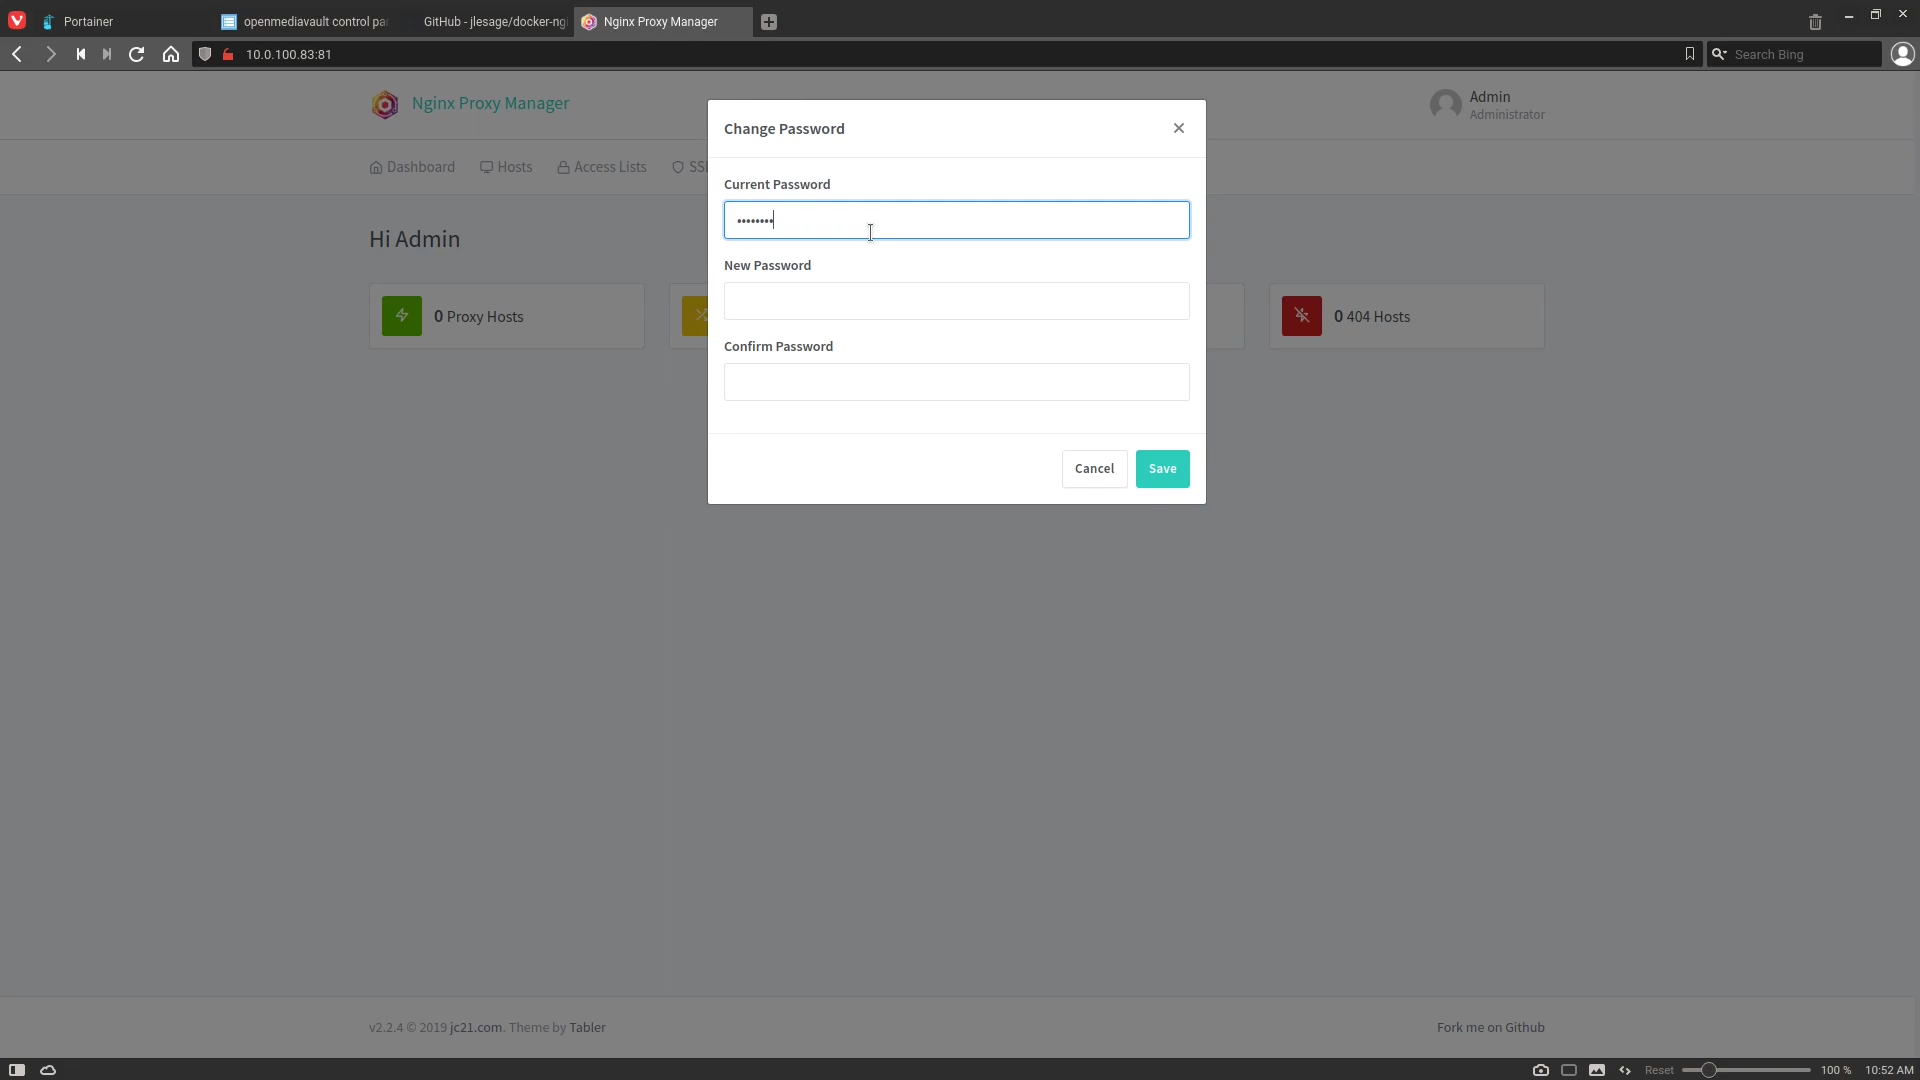 Portainer
openmediavault control pa
GitHub - jlesage/docker-ngi
Nginx Proxy Manager
10.0.100.83:81
Search Bing
Nginx Proxy Manager
Admin
Administrator
Dashboard
Hosts
Access Lists
SSL
Hi Admin
0 Proxy Hosts
0 404 Hosts
Change Password
Current Password
••••••••
New Password
Confirm Password
Cancel
Save
v2.2.4 © 2019 jc21.com. Theme by Tabler
Fork me on Github
Reset
100 %
10:52 AM